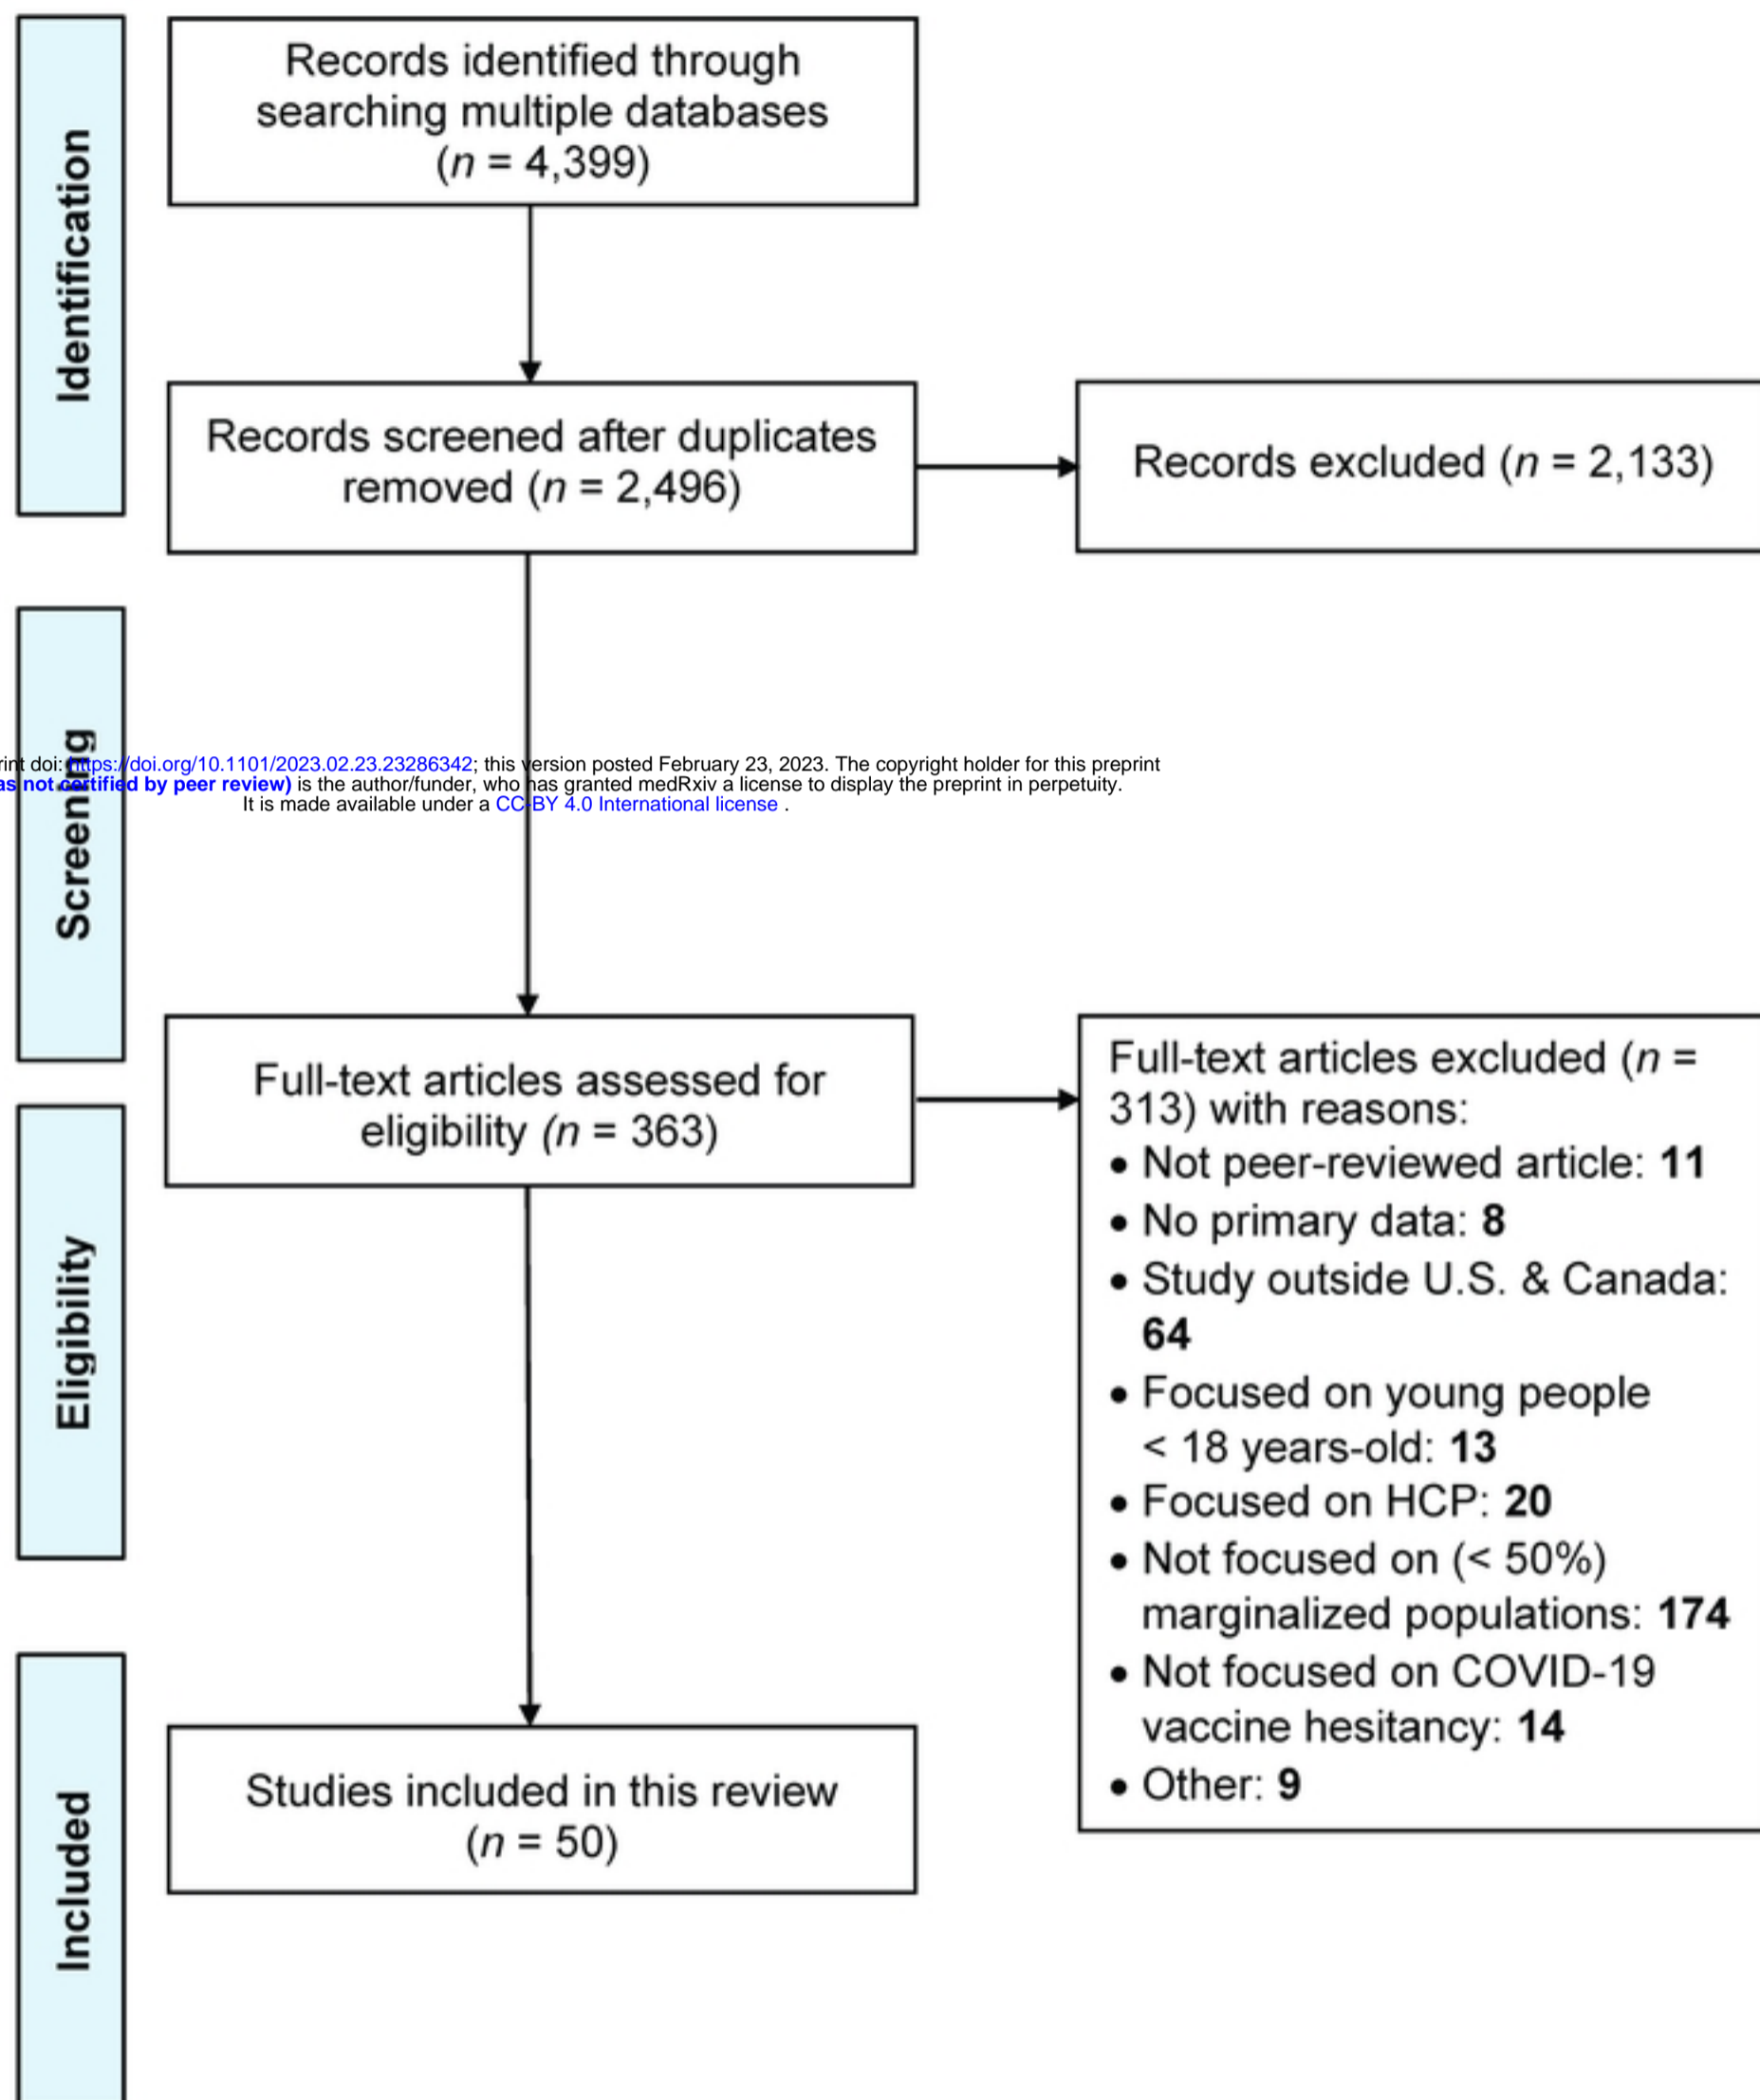 Identification
Records identified through
searching multiple databases
(n = 4,399)
Records screened after duplicates
removed (n = 2,496)
Records excluded (n = 2,133)
Screening
doi: https://doi.org/10.1101/2023.02.23.23286342; this version posted February 23, 2023. The copyright holder for this preprint
not certified by peer review) is the author/funder, who has granted medRxiv a license to display the preprint in perpetuity.
It is made available under a CC-BY 4.0 International license .
Full-text articles assessed for
eligibility (n = 363)
Full-text articles excluded (n =
313) with reasons:
• Not peer-reviewed article: 11
• No primary data: 8
• Study outside U.S. & Canada:
64
• Focused on young people
< 18 years-old: 13
• Focused on HCP: 20
• Not focused on (< 50%)
marginalized populations: 174
• Not focused on COVID-19
vaccine hesitancy: 14
• Other: 9
Eligibility
Studies included in this review
(n = 50)
Included